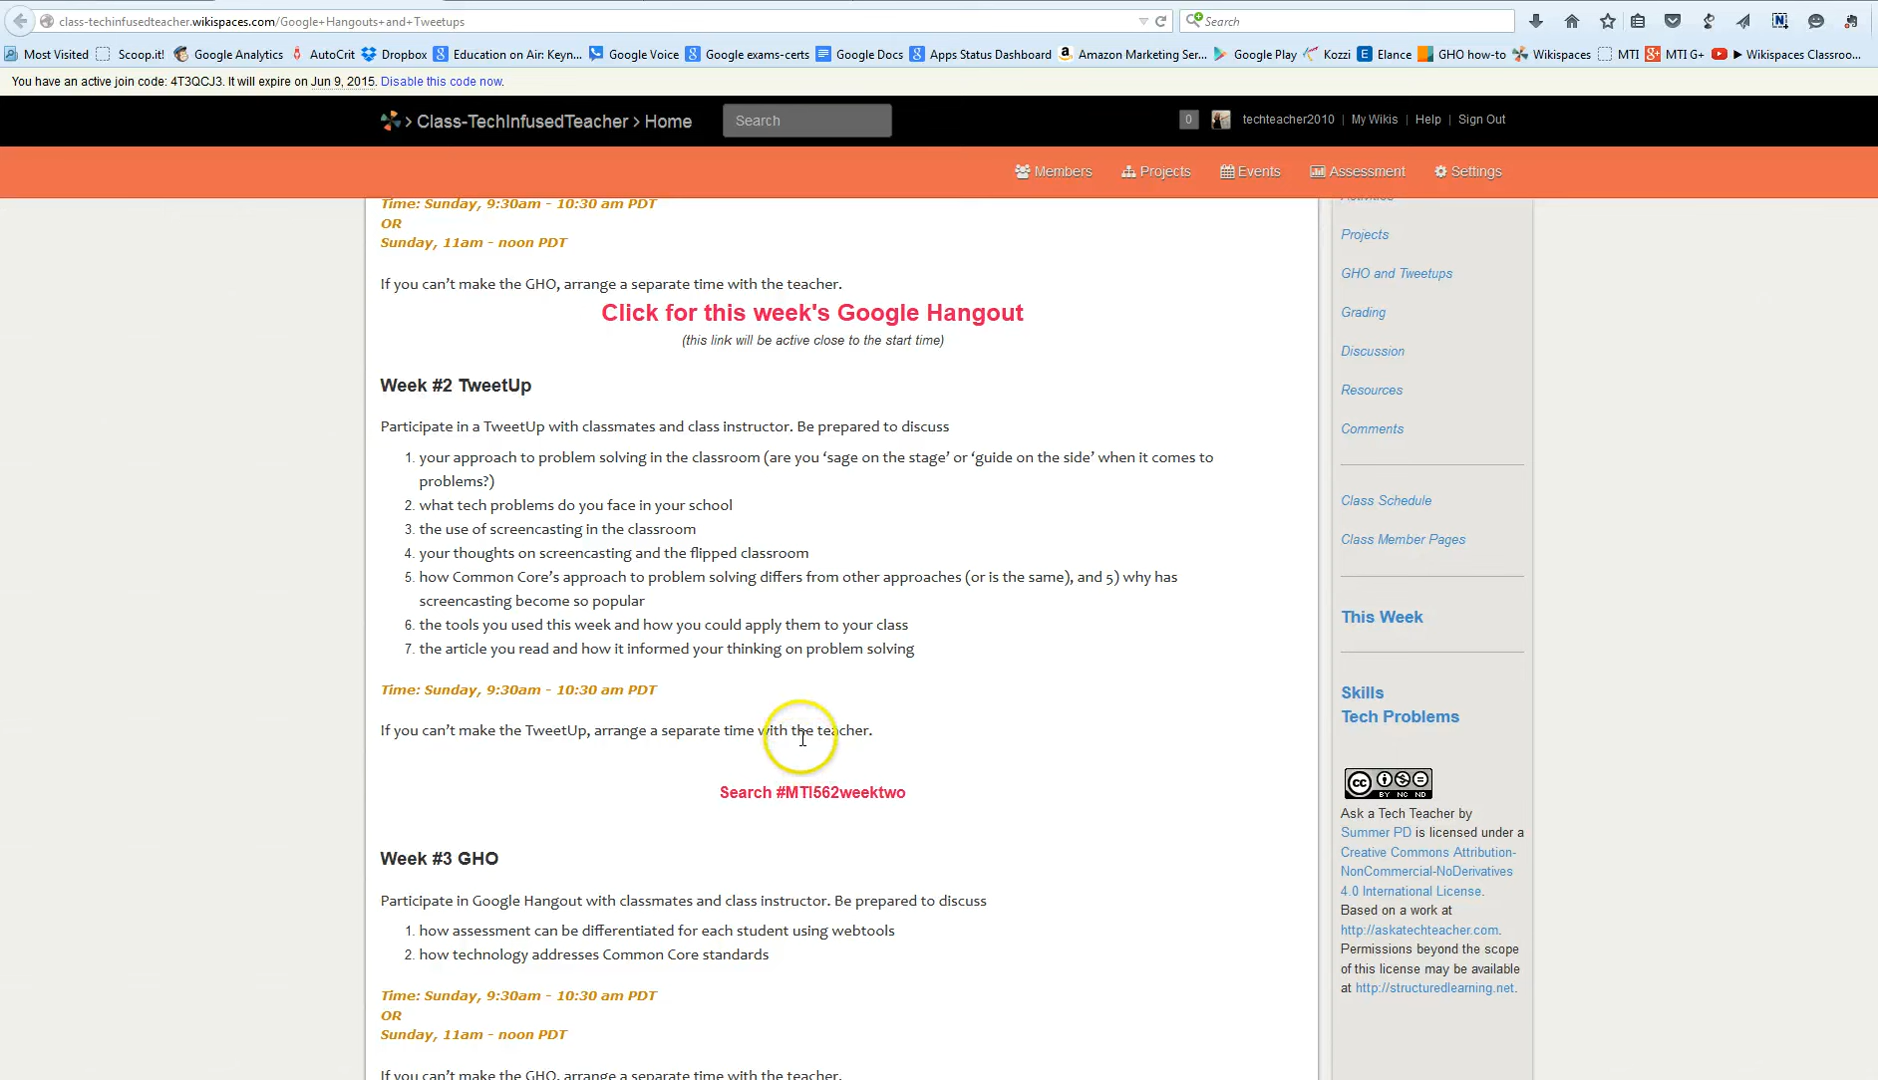 class-techinfusedteacher.wikispaces.com/Google+Hangouts+and+Tweetups
Search
Most Visited Scoop.it! Google Analytics AutoCrit Dropbox Education on Air: Keyn... Google Voice Google exams-certs Google Docs Apps Status Dashboard Amazon Marketing Ser... Google Play Kozzi Elance GHO how-to Wikispaces MTI MTI G+ ▶ Wikispaces Classroo...
You have an active join code: 4T3QCJ3. It will expire on Jun 9, 2015. Disable this code now.
> Class-TechInfusedTeacher > Home
Search
0 techteacher2010 | My Wikis | Help | Sign Out
Members Projects Events Assessment Settings
Time: Sunday, 9:30am - 10:30 am PDT
OR
Sunday, 11am - noon PDT
If you can't make the GHO, arrange a separate time with the teacher.
Click for this week's Google Hangout
(this link will be active close to the start time)
Week #2 TweetUp
Participate in a TweetUp with classmates and class instructor. Be prepared to discuss
1. your approach to problem solving in the classroom (are you ‘sage on the stage’ or ‘guide on the side’ when it comes to
problems?)
2. what tech problems do you face in your school
3. the use of screencasting in the classroom
4. your thoughts on screencasting and the flipped classroom
5. how Common Core’s approach to problem solving differs from other approaches (or is the same), and 5) why has
screencasting become so popular
6. the tools you used this week and how you could apply them to your class
7. the article you read and how it informed your thinking on problem solving
Time: Sunday, 9:30am - 10:30 am PDT
If you can’t make the TweetUp, arrange a separate time with the teacher.
Search #MTI562weektwo
Week #3 GHO
Participate in Google Hangout with classmates and class instructor. Be prepared to discuss
1. how assessment can be differentiated for each student using webtools
2. how technology addresses Common Core standards
Time: Sunday, 9:30am - 10:30 am PDT
OR
Sunday, 11am - noon PDT
If you can’t make the GHO, arrange a separate time with the teacher.
Activities
Projects
GHO and Tweetups
Grading
Discussion
Resources
Comments
Class Schedule
Class Member Pages
This Week
Skills
Tech Problems
cc
BY NC ND
Ask a Tech Teacher by
Summer PD is licensed under a
Creative Commons Attribution-
NonCommercial-NoDerivatives
4.0 International License.
Based on a work at
http://askatechteacher.com.
Permissions beyond the scope
of this license may be available
at http://structuredlearning.net.